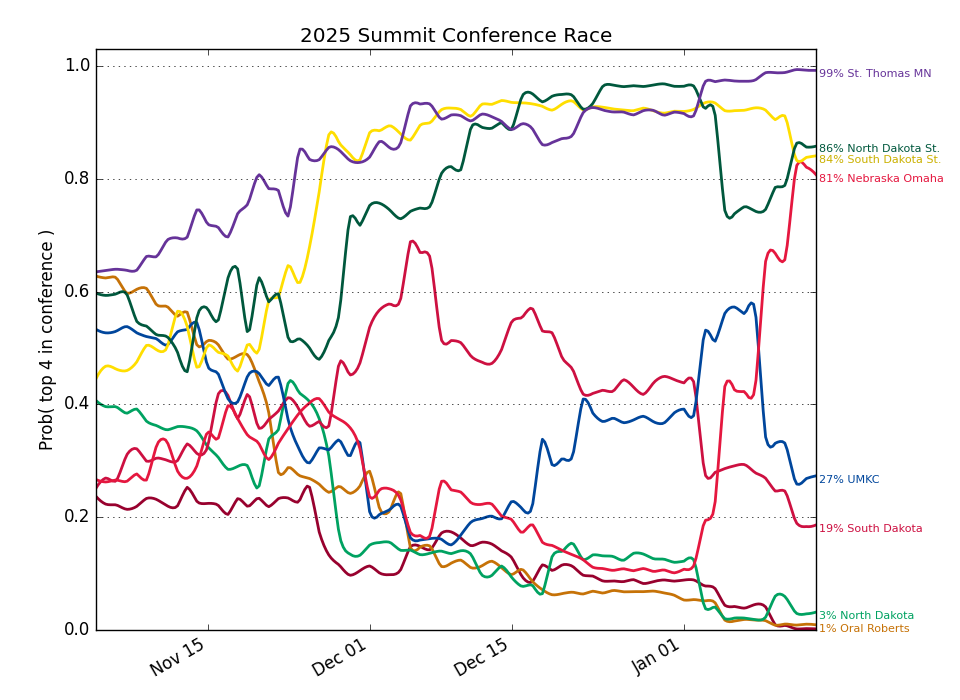 2025 Summit Conference Race
Prob( top 4 in conference )
1.0
0.8
0.6
0.4
0.2
0.0
Nov 15
Dec 01
Dec 15
Jan 01
99% St. Thomas MN
86% North Dakota St.
84% South Dakota St.
81% Nebraska Omaha
27% UMKC
19% South Dakota
3% North Dakota
1% Oral Roberts